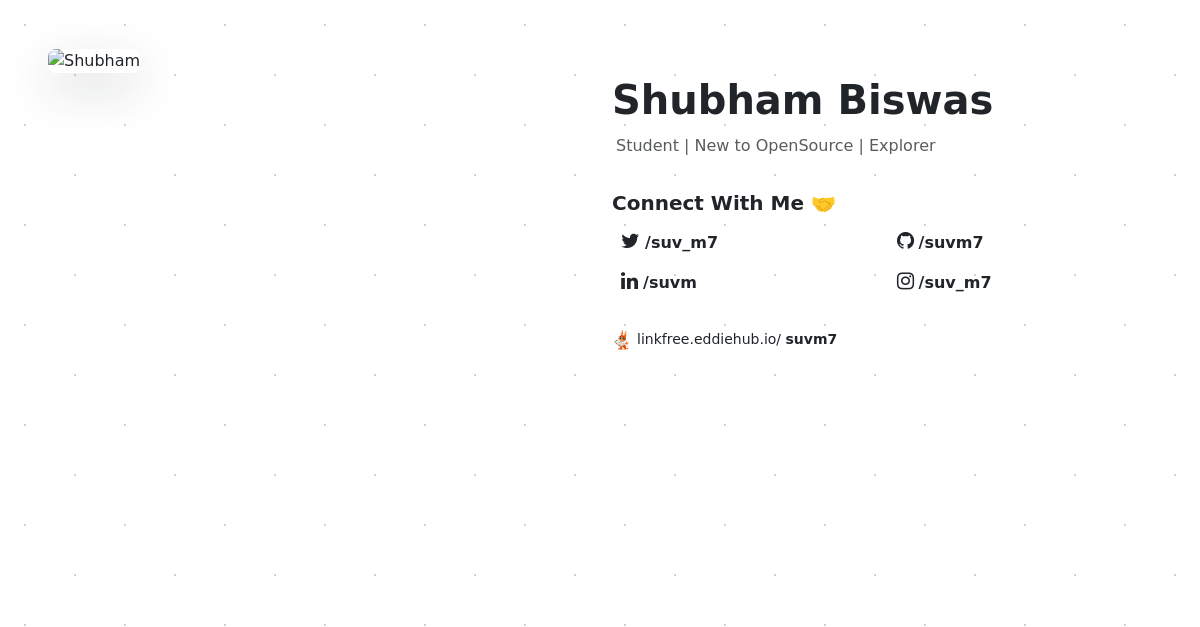 Shubham
Shubham Biswas
Student | New to OpenSource | Explorer
Connect With Me 🤝
/suv_m7
/suvm7
/suvm
/suv_m7
linkfree.eddiehub.io/ suvm7